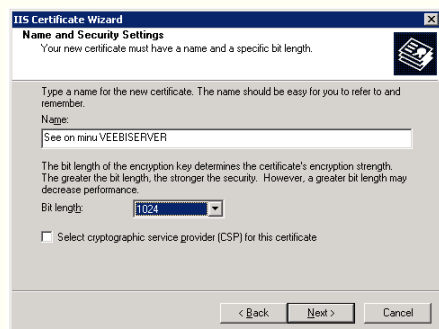 IIS Certificate Wizard
Name and Security Settings
Your new certificate must have a name and a specific bit length.
Type a name for the new certificate. The name should be easy for you to refer to and
remember.
Name:
See on minu VEEBISERVER
The bit length of the encryption key determines the certificate's encryption strength.
The greater the bit length, the stronger the security. However, a greater bit length may
decrease performance.
Bit length:
1024
Select cryptographic service provider (CSP) for this certificate
< Back
Next >
Cancel